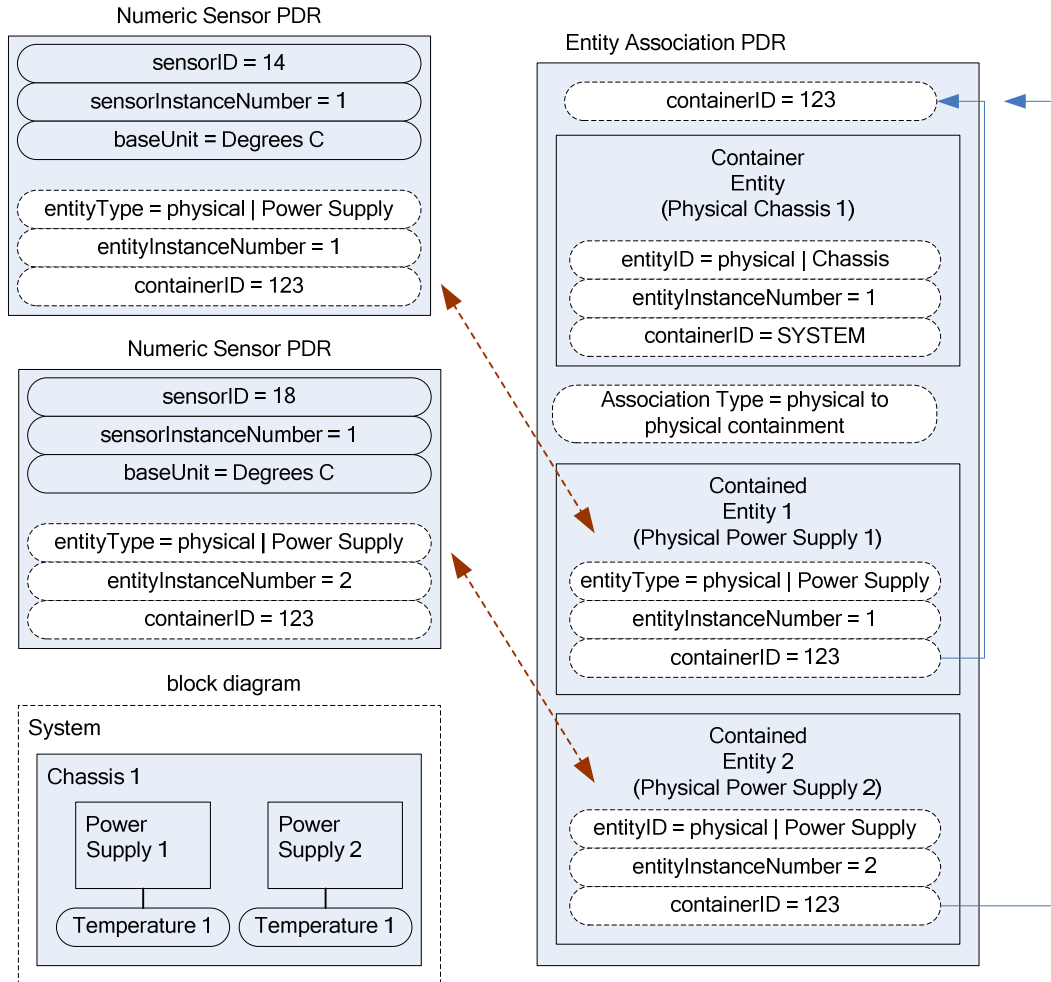 Numeric Sensor PDR
sensorID = 14
sensorInstanceNumber = 1
baseUnit = Degrees C
entityType = physical | Power Supply
entityInstanceNumber = 1
containerID = 123
Numeric Sensor PDR
sensorID = 18
sensorInstanceNumber = 1
baseUnit = Degrees C
entityType = physical | Power Supply
entityInstanceNumber = 2
containerID = 123
block diagram
System
Chassis 1
Power
Supply 1
Power
Supply 2
Temperature 1
Temperature 1
Entity Association PDR
containerID = 123
Container
Entity
(Physical Chassis 1)
entityID = physical | Chassis
entityInstanceNumber = 1
containerID = SYSTEM
Association Type = physical to
physical containment
Contained
Entity 1
(Physical Power Supply 1)
entityType = physical | Power Supply
entityInstanceNumber = 1
containerID = 123
Contained
Entity 2
(Physical Power Supply 2)
entityID = physical | Power Supply
entityInstanceNumber = 2
containerID = 123